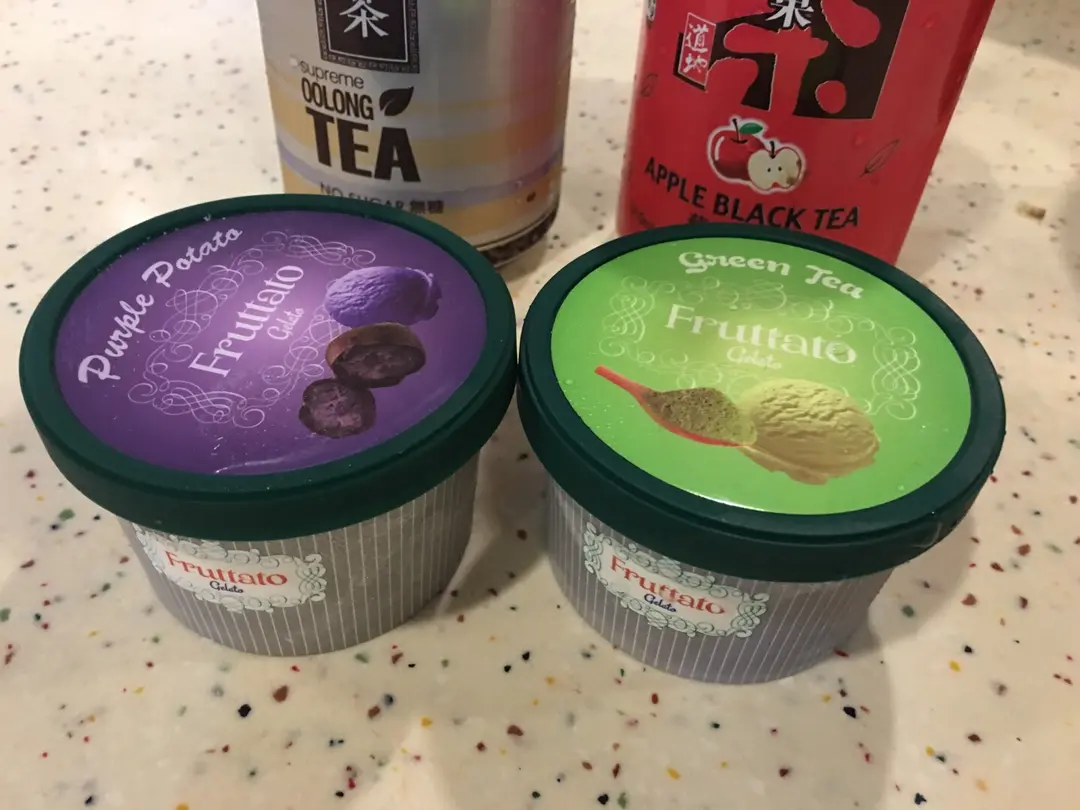 茶
supreme
OOLONG
TEA
NO SUGAR 無糖
果
道地
APPLE BLACK TEA
Purple Potato
Fruttato
Gelato
Green Tea
Fruttato
Gelato
Fruttato
Gelato
Fruttato
Gelato